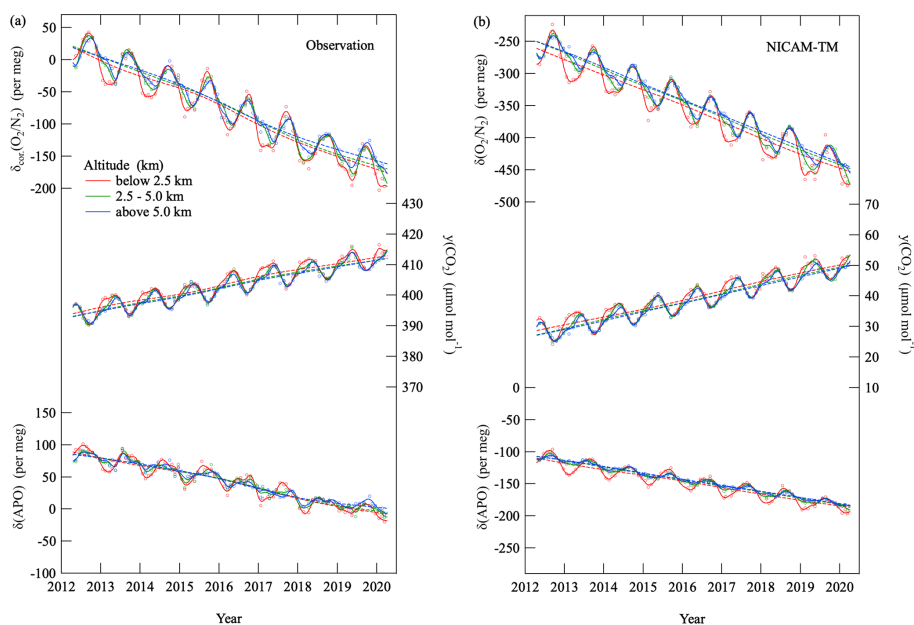 (a)
Observation
δcor.(O2/N2) (per meg)
50
0
-50
-100
-150
-200
Altitude (km)
below 2.5 km
2.5 - 5.0 km
above 5.0 km
430
420
410
400
390
380
370
y(CO2) (μmol mol-1)
150
100
50
0
-50
-100
δ(APO) (per meg)
2012 2013 2014 2015 2016 2017 2018 2019 2020
Year
(b)
NICAM-TM
δ(O2/N2) (per meg)
-250
-300
-350
-400
-450
-500
70
60
50
40
30
20
10
y(CO2) (μmol mol-1)
0
-50
-100
-150
-200
-250
δ(APO) (per meg)
2012 2013 2014 2015 2016 2017 2018 2019 2020
Year